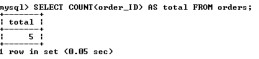 mysql> SELECT COUNT(order_ID) AS total FROM orders;
+-------+
| total |
+-------+
|     5 |
+-------+
1 row in set (0.05 sec)